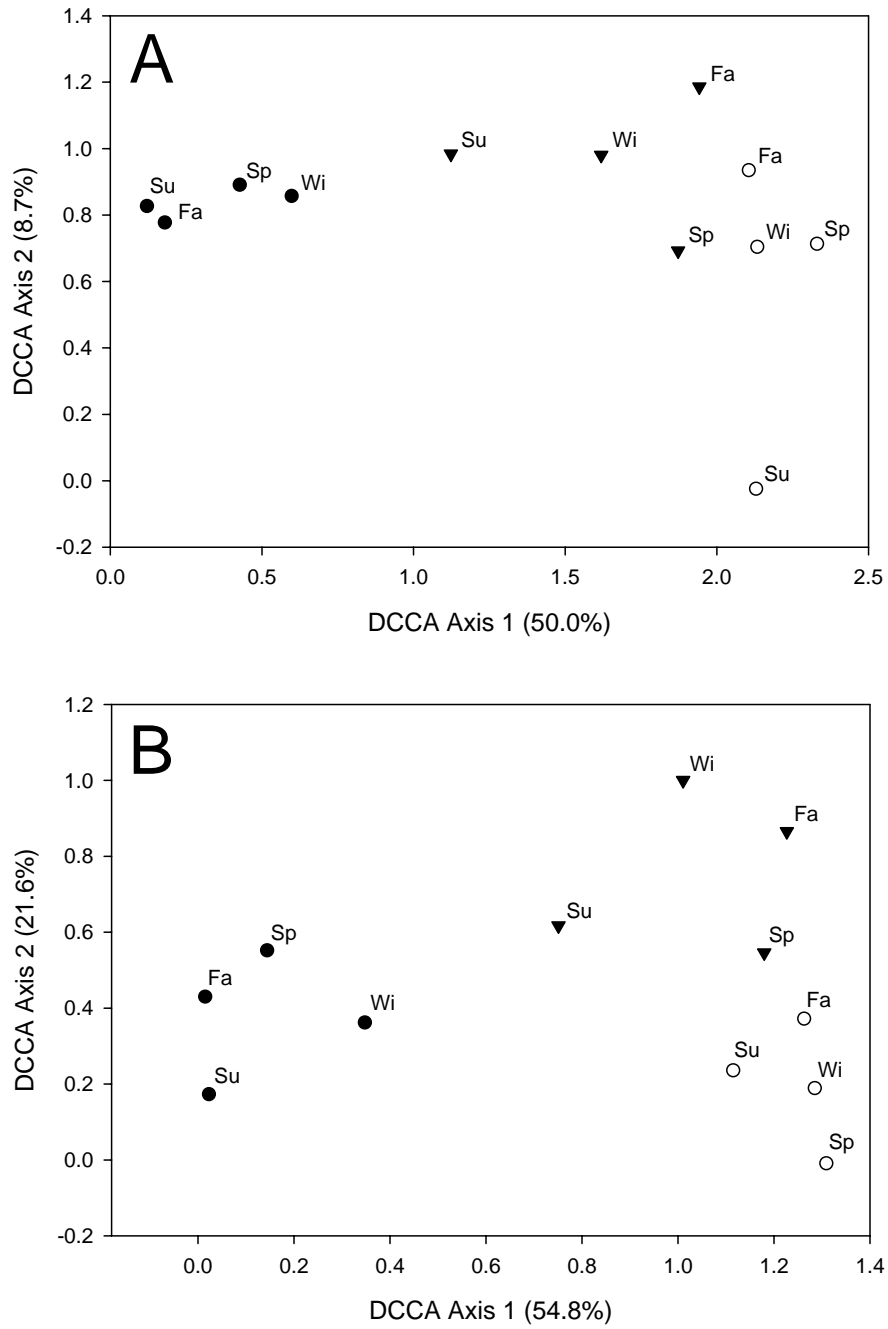 A
1.4
1.2
1.0
0.8
0.6
0.4
0.2
0.0
-0.2
DCCA Axis 2 (8.7%)
Fa
Su
Wi
Fa
Sp
Su
Wi
Fa
Sp
Wi
Sp
Su
0.0
0.5
1.0
1.5
2.0
2.5
DCCA Axis 1 (50.0%)
B
1.2
1.0
0.8
0.6
0.4
0.2
0.0
-0.2
DCCA Axis 2 (21.6%)
Wi
Fa
Su
Sp
Sp
Fa
Wi
Fa
Su
Su
Wi
Sp
0.0
0.2
0.4
0.6
0.8
1.0
1.2
1.4
DCCA Axis 1 (54.8%)